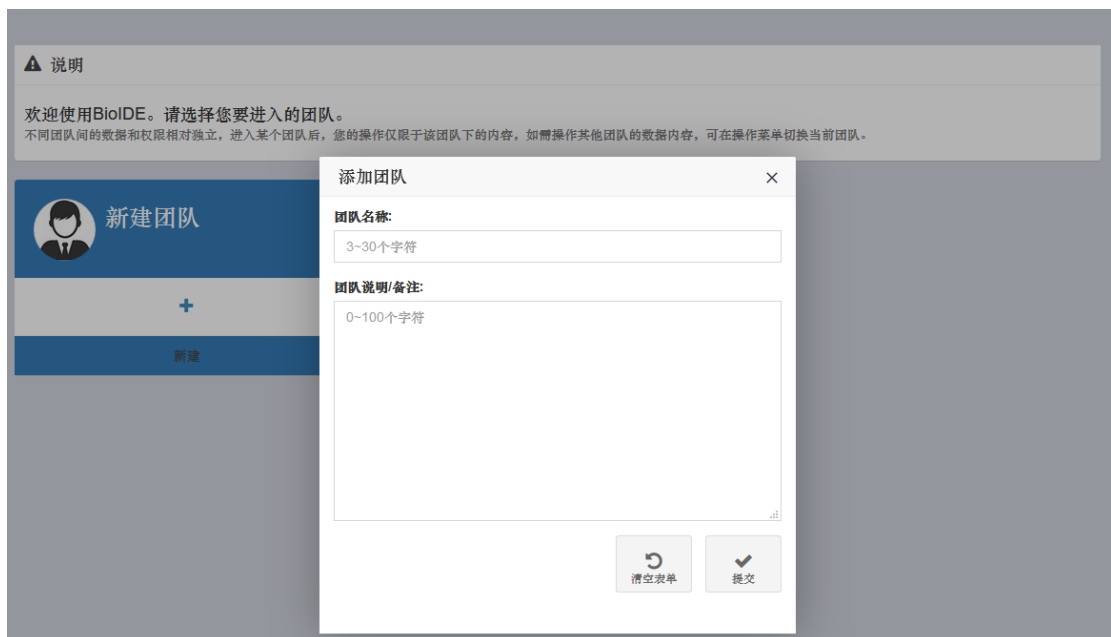 说明
欢迎使用BioIDE。请选择您要进入的团队。
不同团队间的数据和权限相对独立，进入某个团队后，您的操作仅限于该团队下的内容，如需操作其他团队的数据内容，可在操作菜单切换当前团队。
新建团队
新建
添加团队
团队名称:
3~30个字符
团队说明/备注:
0~100个字符
清空表单
提交